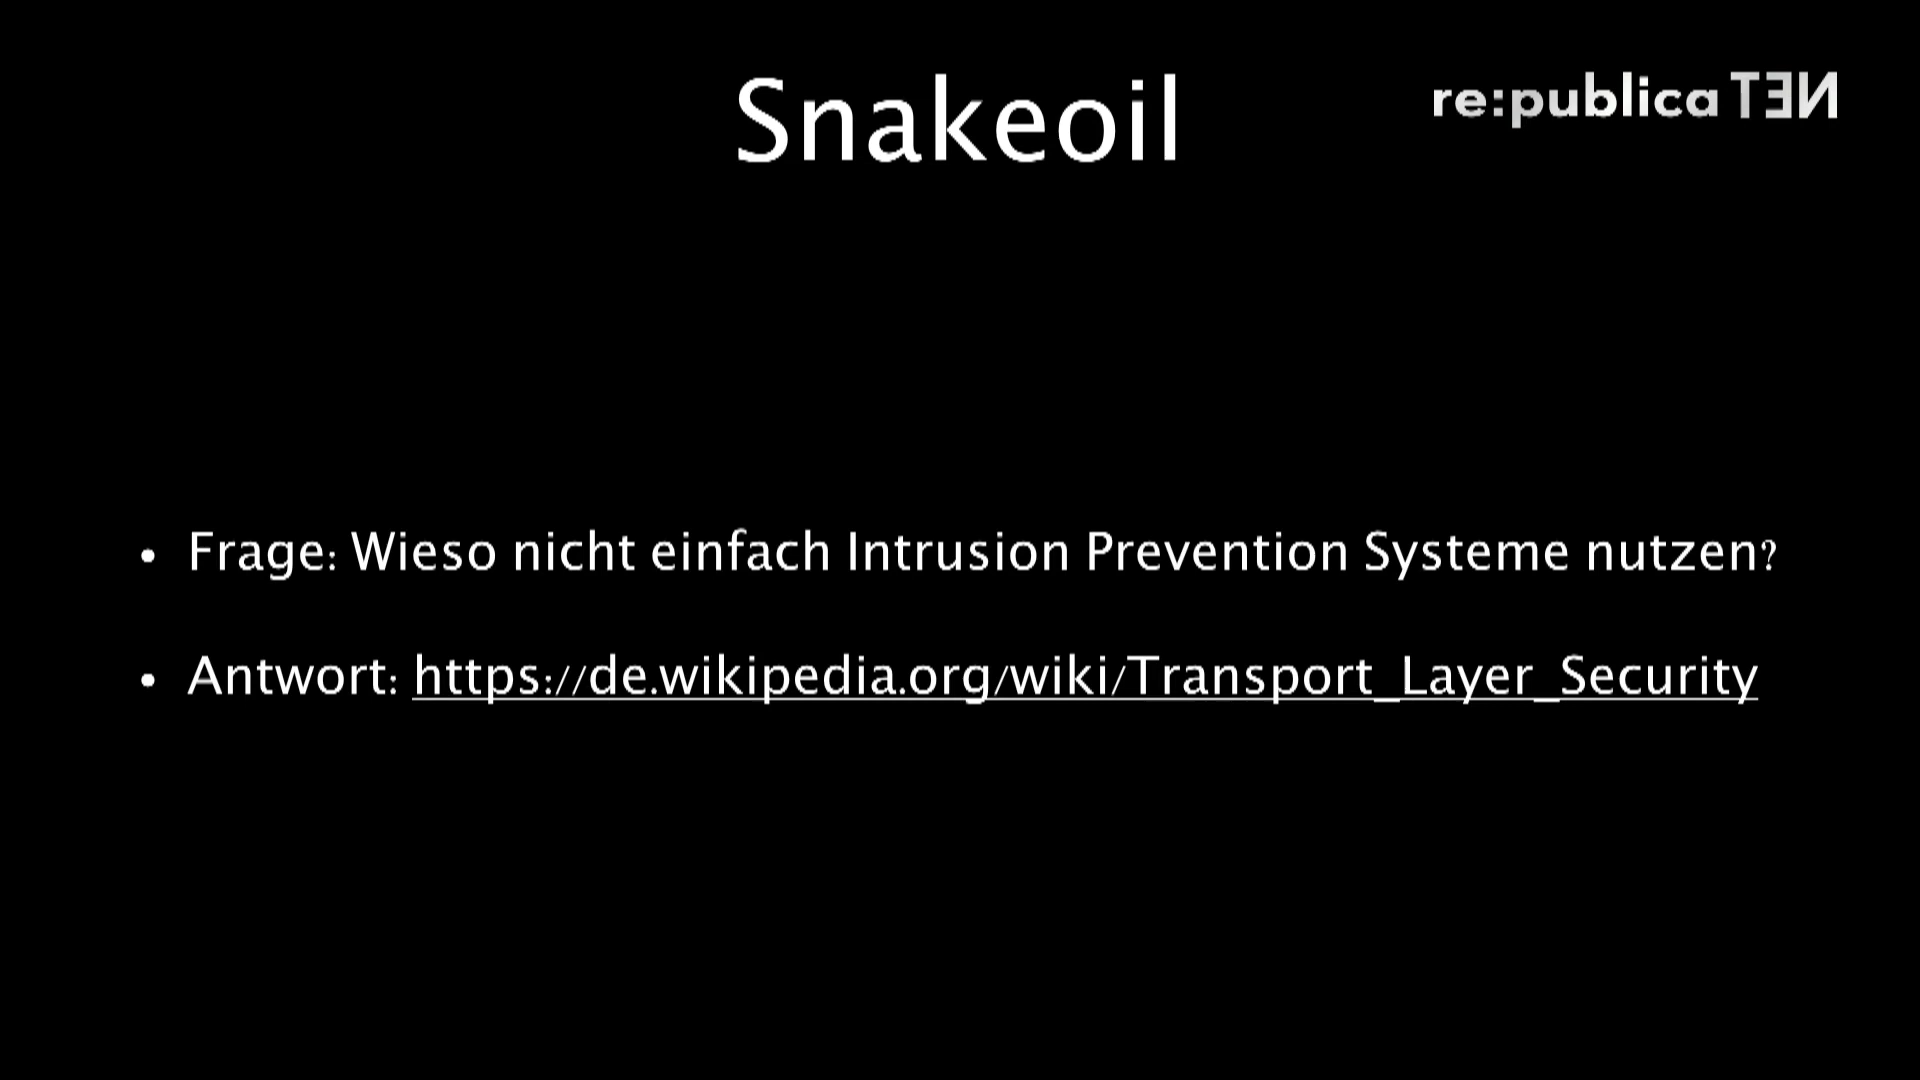 Snakeoil
re:publica TEN
• Frage: Wieso nicht einfach Intrusion Prevention Systeme nutzen?
• Antwort: https://de.wikipedia.org/wiki/Transport_Layer_Security